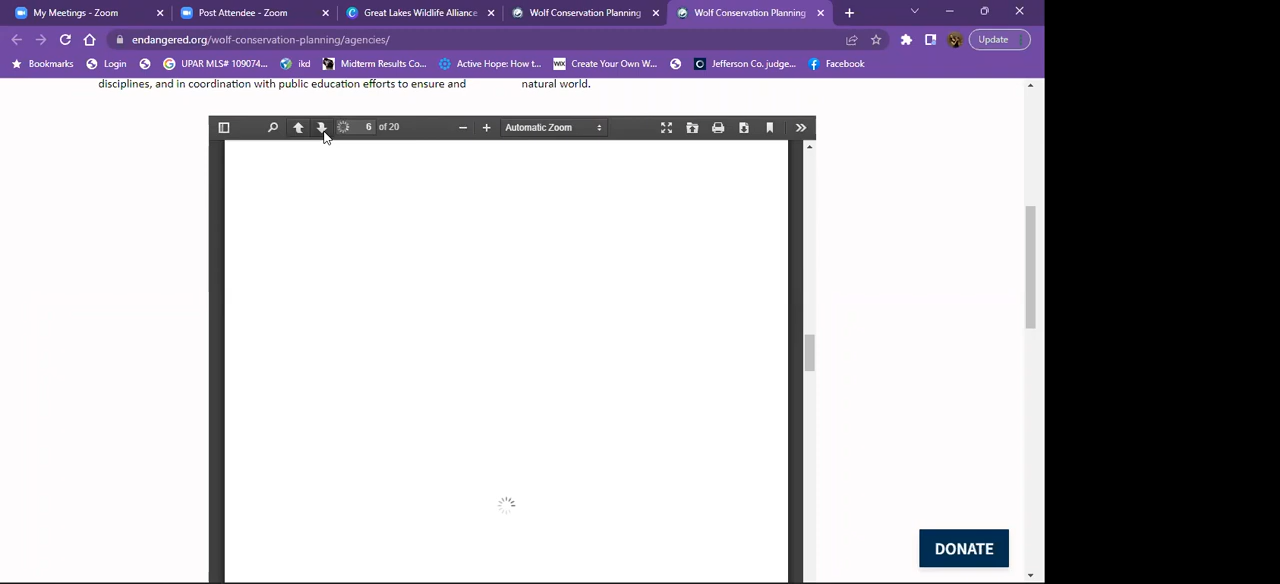 My Meetings - Zoom
Post Attendee - Zoom
Great Lakes Wildlife Alliance
Wolf Conservation Planning
Wolf Conservation Planning
endangered.org/wolf-conservation-planning/agencies/
Update
Bookmarks
Login
UPAR MLS# 109074...
ikd
Midterm Results Co...
Active Hope: How t...
WIX
Create Your Own W...
Jefferson Co. judge...
Facebook
disciplines, and in coordination with public education efforts to ensure and
natural world.
6 of 20
Automatic Zoom
DONATE